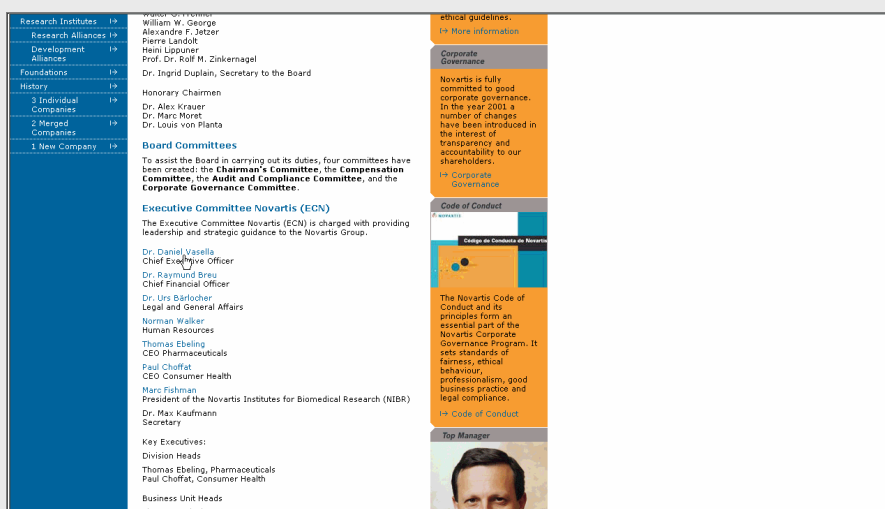 Research Institutes
Research Alliances
Development
Alliances
Foundations
History
3 Individual
Companies
2 Merged
Companies
1 New Company
William W. George
Alexandre F. Jetzer
Pierre Landolt
Heini Lippuner
Prof. Dr. Rolf M. Zinkernagel
Dr. Ingrid Duplain, Secretary to the Board
Honorary Chairmen
Dr. Alex Krauer
Dr. Marc Moret
Dr. Louis von Planta
Board Committees
To assist the Board in carrying out its duties, four committees have
been created: the Chairman's Committee, the Compensation
Committee, the Audit and Compliance Committee, and the
Corporate Governance Committee.
Executive Committee Novartis (ECN)
The Executive Committee Novartis (ECN) is charged with providing
leadership and strategic guidance to the Novartis Group.
Dr. Daniel Vasella
Chief Executive Officer
Dr. Raymund Breu
Chief Financial Officer
Dr. Urs Bärlocher
Legal and General Affairs
Norman Walker
Human Resources
Thomas Ebeling
CEO Pharmaceuticals
Paul Choffat
CEO Consumer Health
Marc Fishman
President of the Novartis Institutes for Biomedical Research (NIBR)
Dr. Max Kaufmann
Secretary
Key Executives:
Division Heads
Thomas Ebeling, Pharmaceuticals
Paul Choffat, Consumer Health
Business Unit Heads
ethical guidelines.
More information
Corporate
Governance
Novartis is fully
committed to good
corporate governance.
In the year 2001 a
number of changes
have been introduced in
the interest of
transparency and
accountability to our
shareholders.
Corporate
Governance
Code of Conduct
NOVARTIS
Código de Conducta de Novartis
The Novartis Code of
Conduct and its
principles form an
essential part of the
Novartis Corporate
Governance Program. It
sets standards of
fairness, ethical
behaviour,
professionalism, good
business practice and
legal compliance.
Code of Conduct
Top Manager